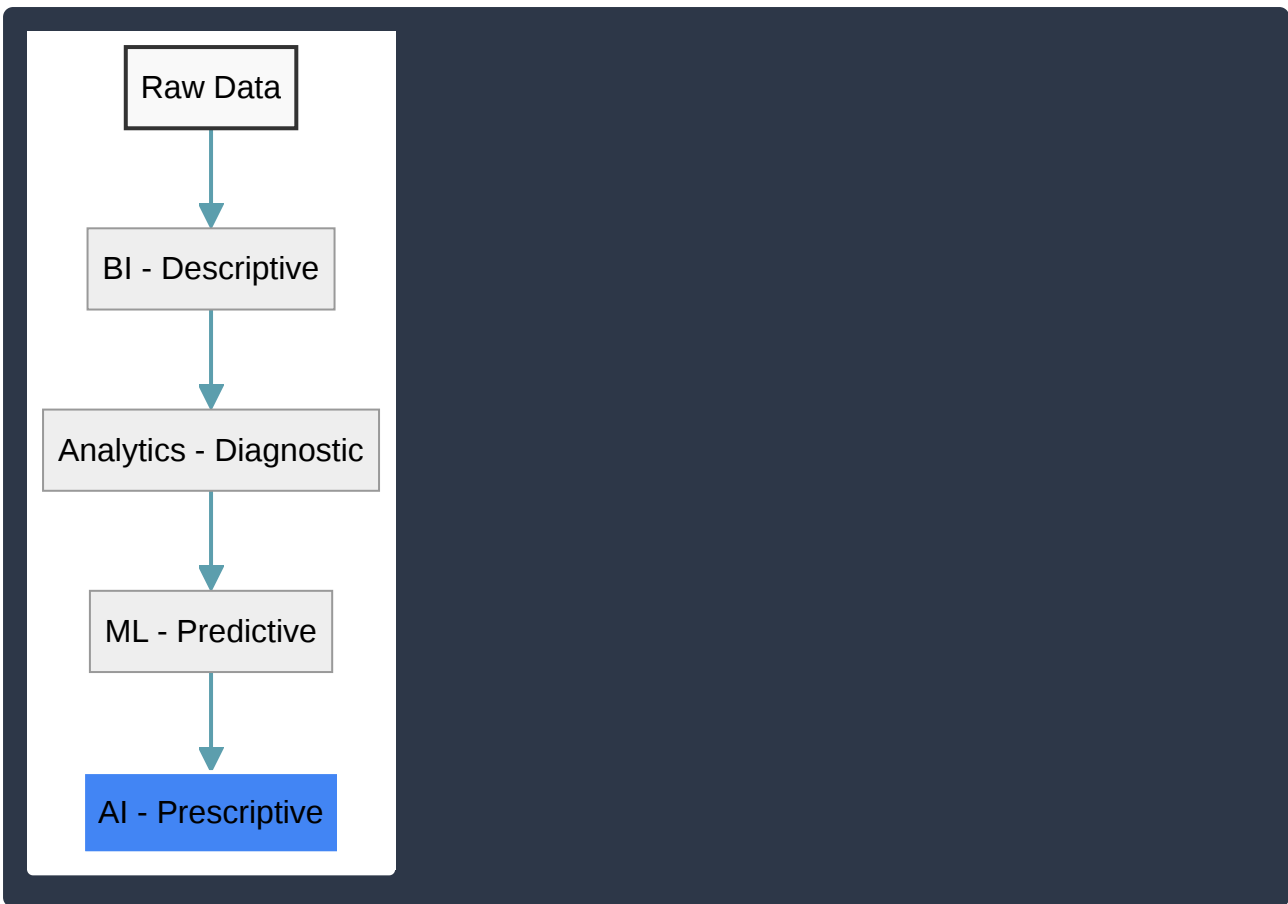 Raw Data
BI - Descriptive
Analytics - Diagnostic
ML - Predictive
AI - Prescriptive